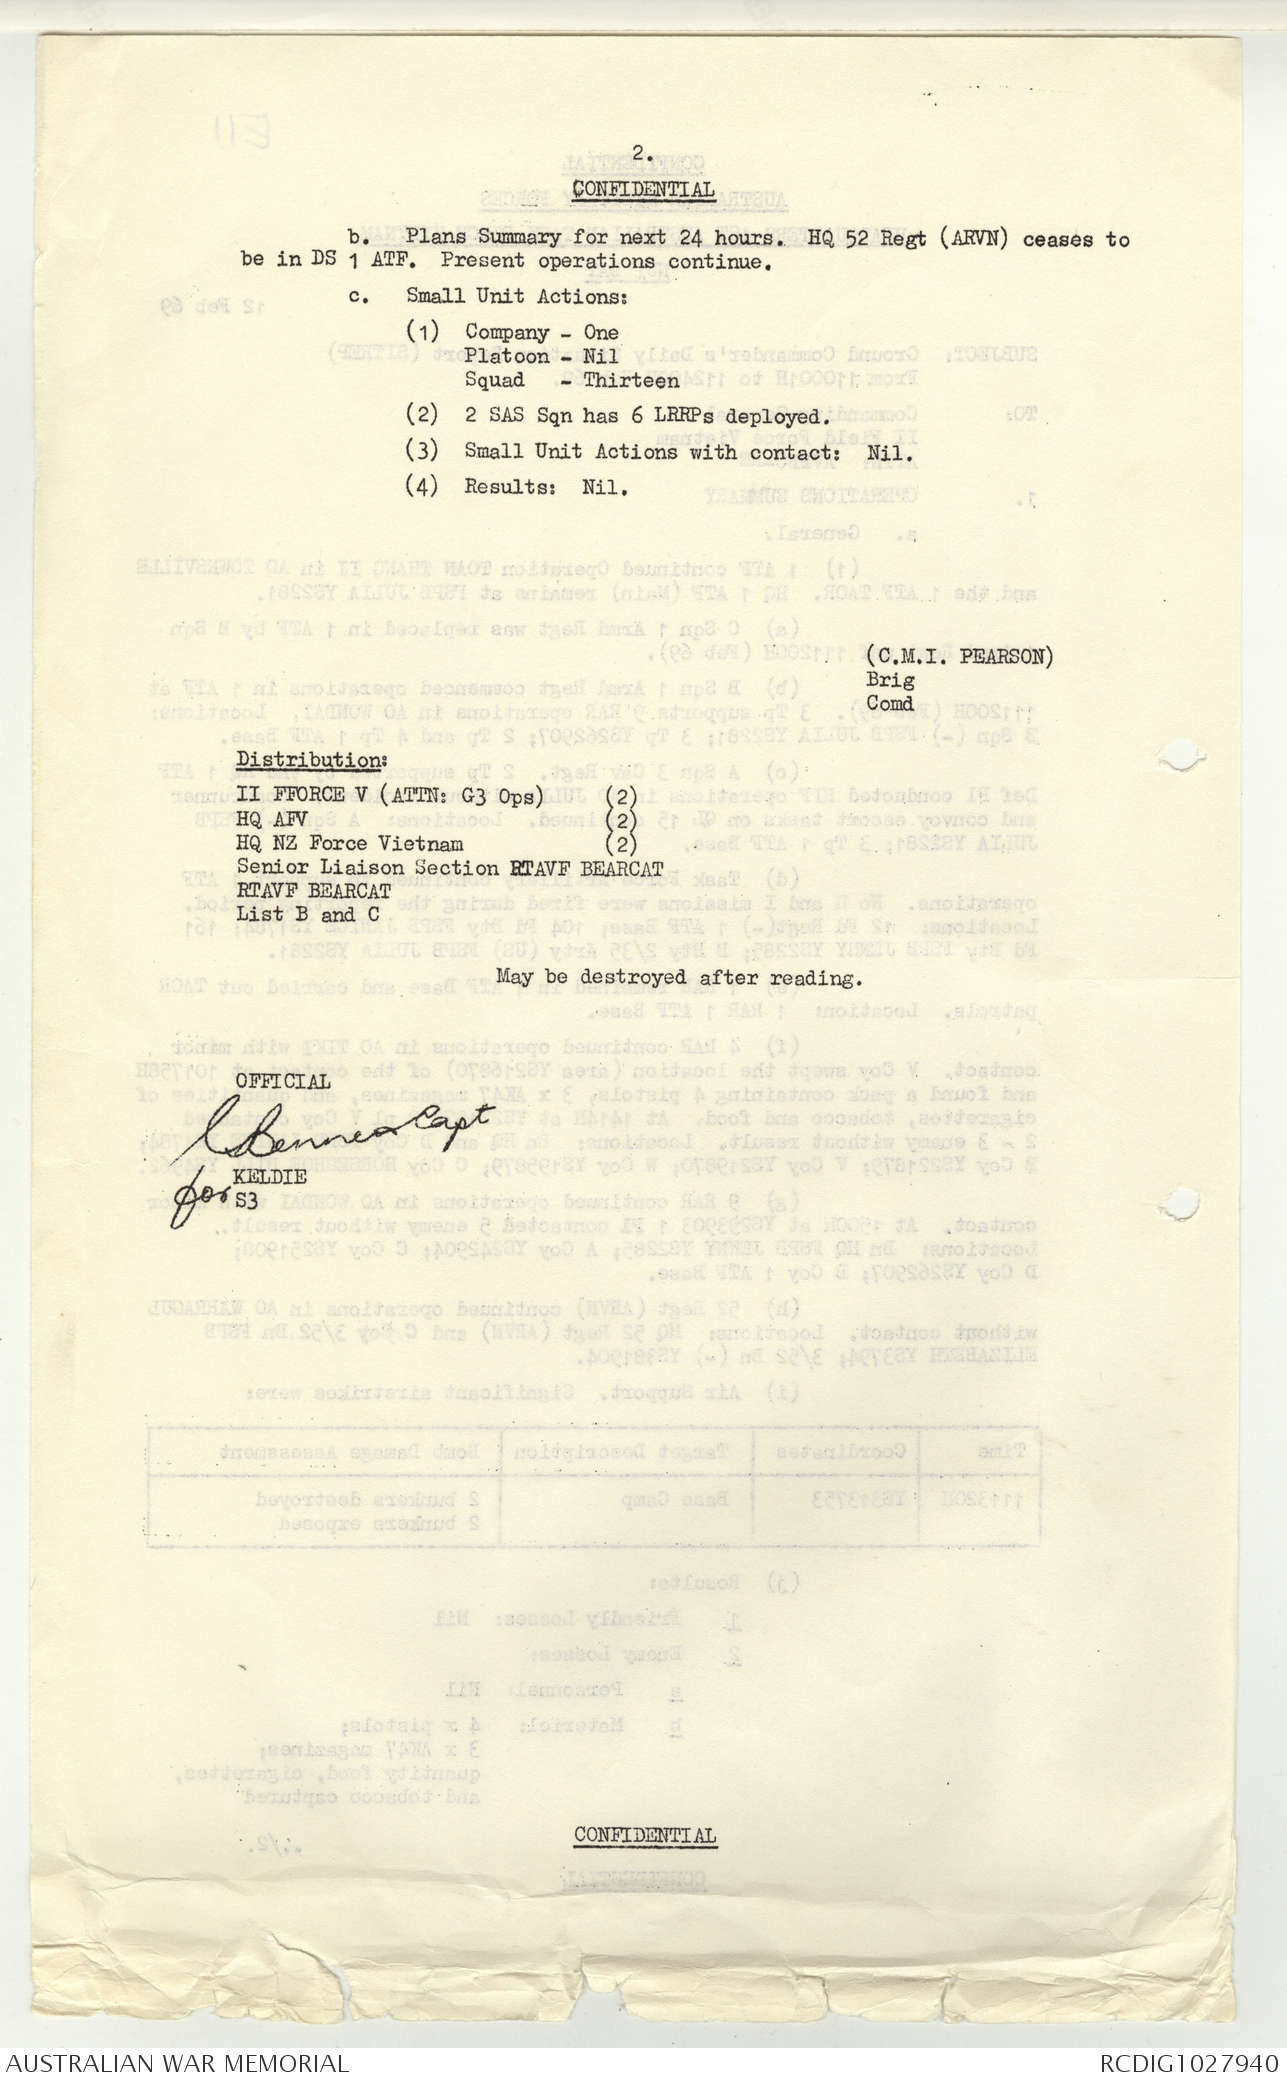 2.
CONFIDENTIAL
b. Plans Summary for next 24 hours. HQ 52 Regt (ARVN) ceases to
be in DS 1 ATF. Present operations continue.
c. Small Unit Actions:
(1) Company - One
Platoon - Nil
Squad - Thirteen
(2) 2 SAS Sqn has 6 LRRPs deployed.
(3) Small Unit Actions with contact: Nil.
(4) Results: Nil.
(C.M.I. PEARSON)
Brig
Comd
Distribution:
II FFORCE V (ATTN: G3 Ops) (2)
HQ AFV (2)
HQ NZ Force Vietnam (2)
Senior Liaison Section RTAVF BEARCAT
RTAVF BEARCAT
List B and C
May be destroyed after reading.
OFFICIAL
Capt
KELDIE
for S3
CONFIDENTIAL
AUSTRALIAN WAR MEMORIAL
RCDIG1027940